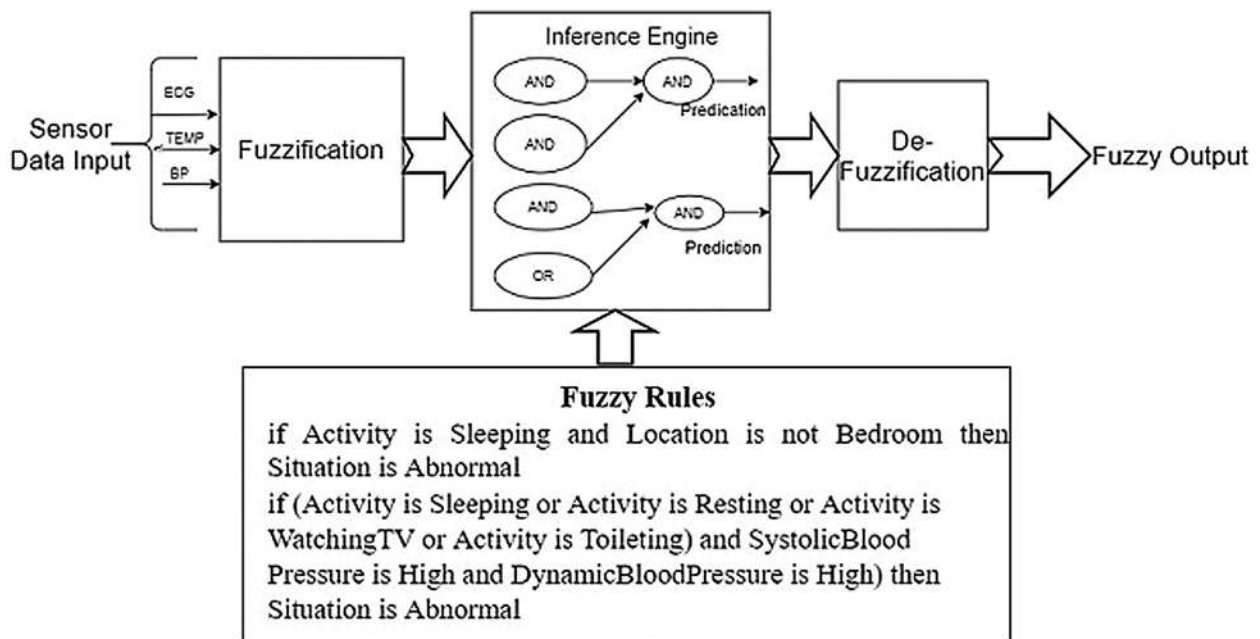 Sensor
Data Input
ECG
TEMP
BP
Fuzzification
Inference Engine
AND
AND
Predication
AND
AND
AND
Prediction
OR
De-
Fuzzification
Fuzzy Output
Fuzzy Rules
if Activity is Sleeping and Location is not Bedroom then
Situation is Abnormal
if (Activity is Sleeping or Activity is Resting or Activity is
WatchingTV or Activity is Toileting) and SystolicBlood
Pressure is High and DynamicBloodPressure is High) then
Situation is Abnormal